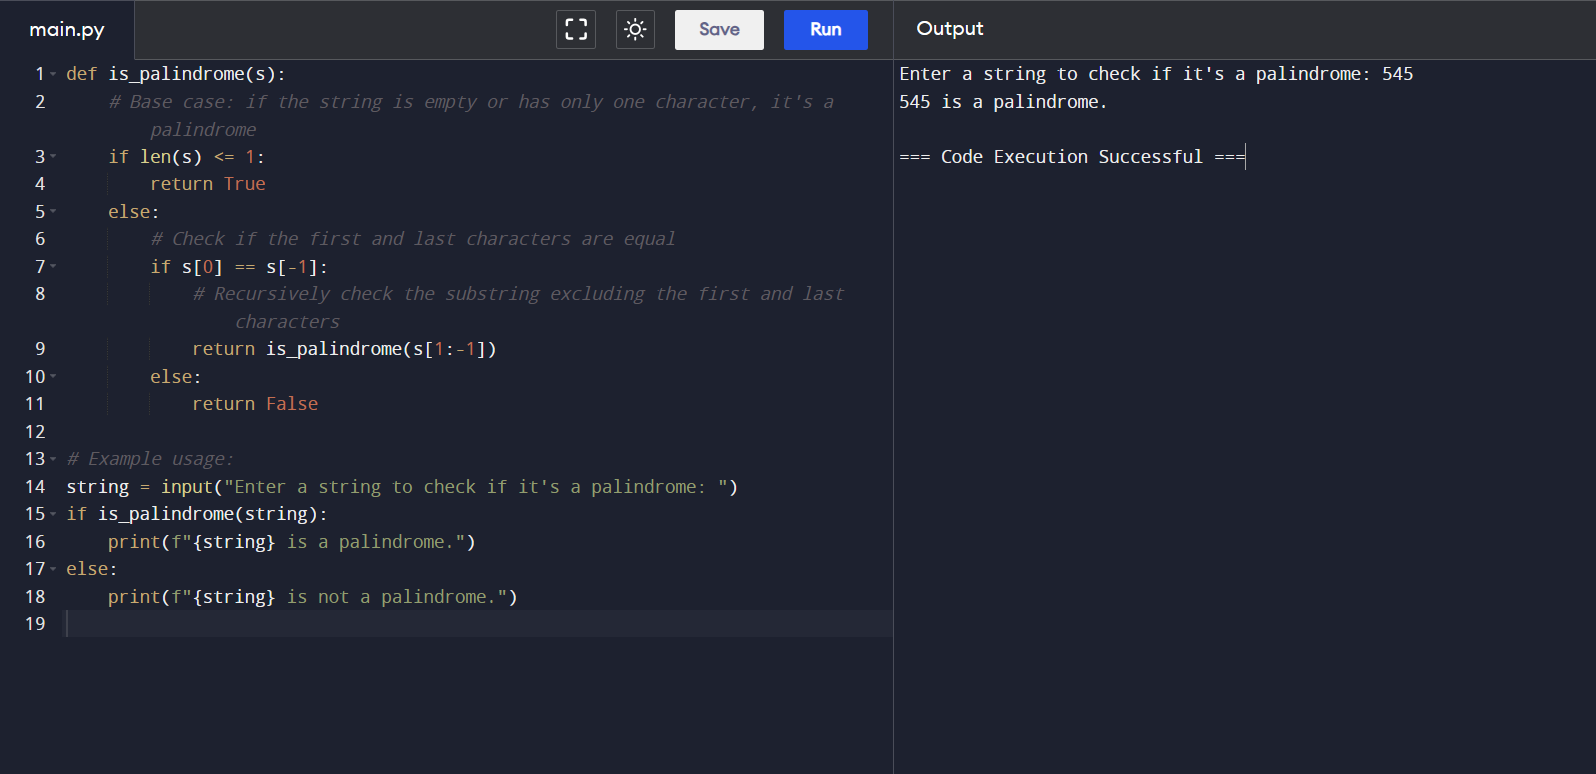 main.py
Save
Run
1 def is_palindrome(s):
2     # Base case: if the string is empty or has only one character, it's a
        palindrome
3     if len(s) <= 1:
4         return True
5     else:
6         # Check if the first and last characters are equal
7         if s[0] == s[-1]:
8             # Recursively check the substring excluding the first and last
                characters
9             return is_palindrome(s[1:-1])
10         else:
11             return False
12
13 # Example usage:
14 string = input("Enter a string to check if it's a palindrome: ")
15 if is_palindrome(string):
16     print(f"{string} is a palindrome.")
17 else:
18     print(f"{string} is not a palindrome.")
19
Output
Enter a string to check if it's a palindrome: 545
545 is a palindrome.
=== Code Execution Successful ===